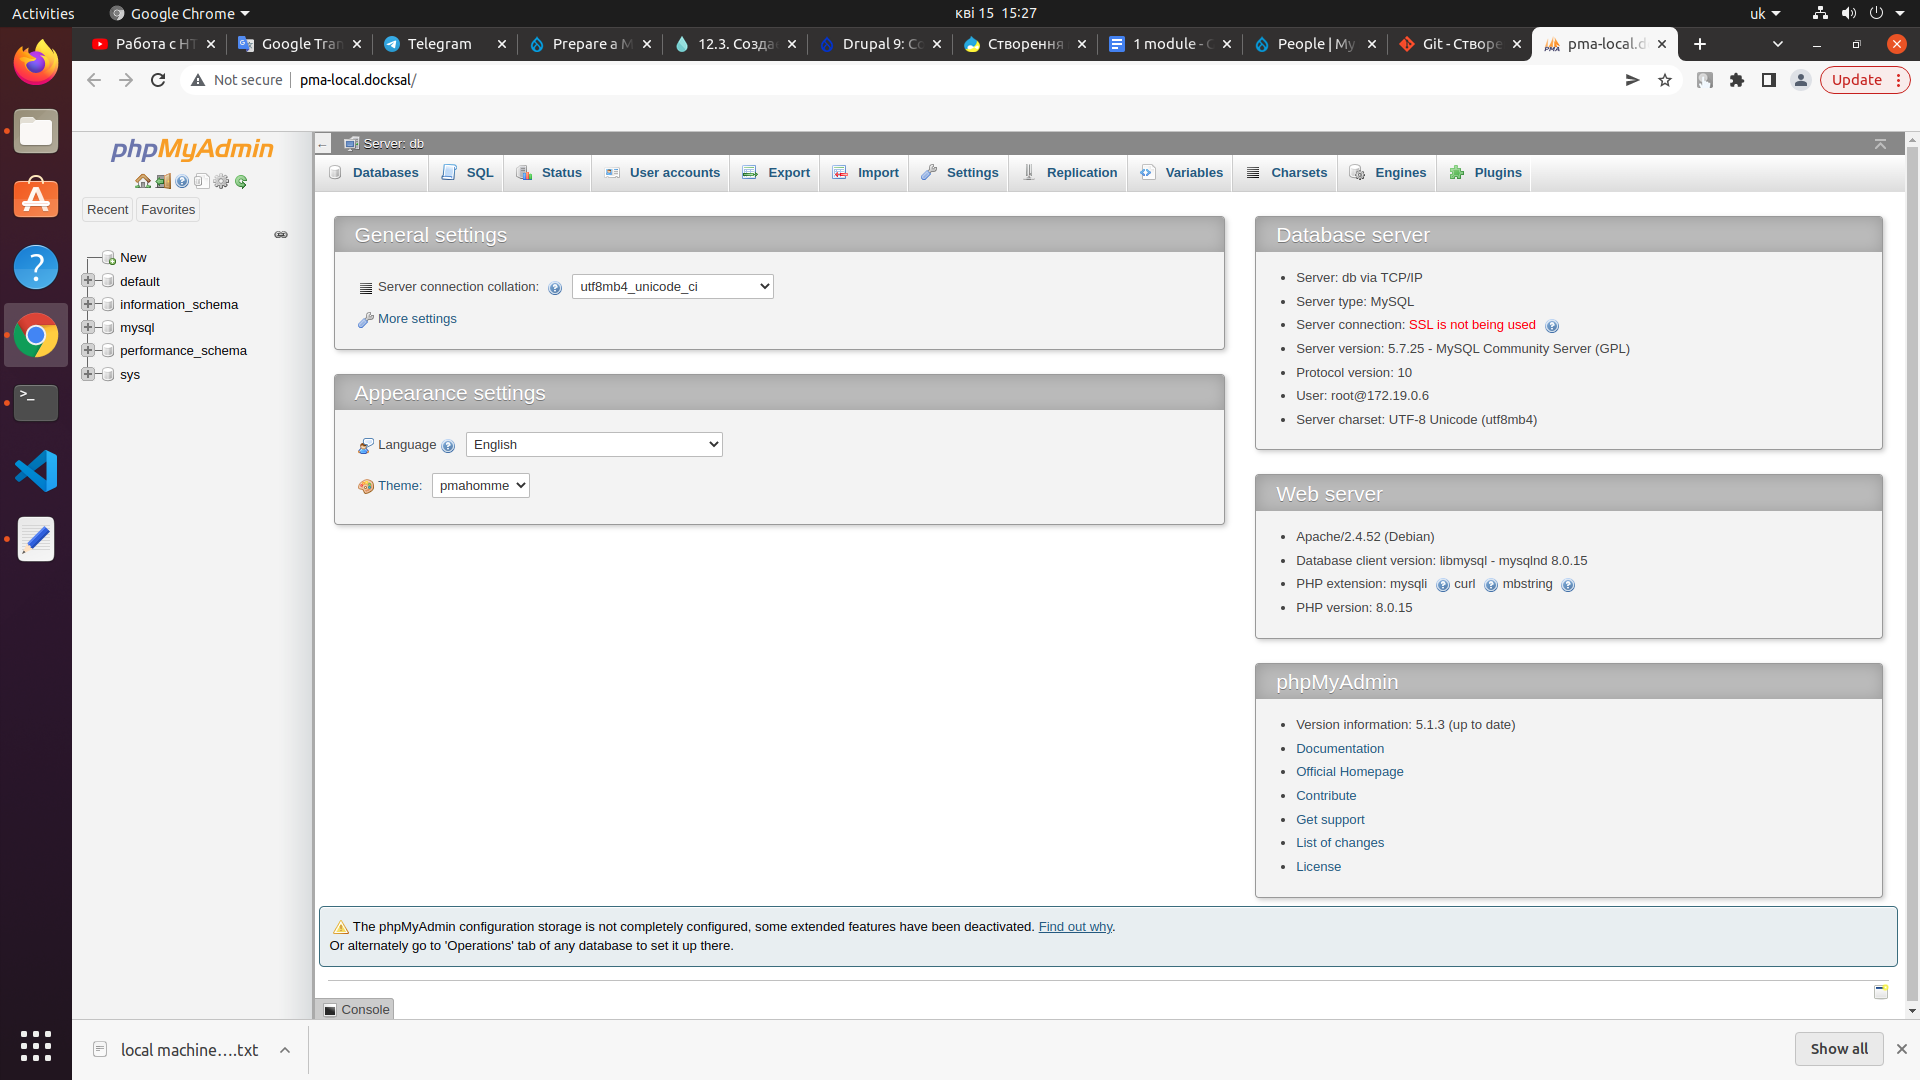 Activities
Google Chrome
кві 15 15:27
uk
Работа с HT
Google Tran
Telegram
Prepare a M
12.3. Созда
Drupal 9: Co
Створення
1 module - C
People | My
Git - Створе
pma-local.d
Not secure
pma-local.docksal/
Update
phpMyAdmin
Recent
Favorites
New
default
information_schema
mysql
performance_schema
sys
Server: db
Databases
SQL
Status
User accounts
Export
Import
Settings
Replication
Variables
Charsets
Engines
Plugins
General settings
Server connection collation:
utf8mb4_unicode_ci
More settings
Appearance settings
Language
English
Theme:
pmahomme
Database server
Server: db via TCP/IP
Server type: MySQL
Server connection: SSL is not being used
Server version: 5.7.25 - MySQL Community Server (GPL)
Protocol version: 10
User: root@172.19.0.6
Server charset: UTF-8 Unicode (utf8mb4)
Web server
Apache/2.4.52 (Debian)
Database client version: libmysql - mysqlnd 8.0.15
PHP extension: mysqli curl mbstring
PHP version: 8.0.15
phpMyAdmin
Version information: 5.1.3 (up to date)
Documentation
Official Homepage
Contribute
Get support
List of changes
License
The phpMyAdmin configuration storage is not completely configured, some extended features have been deactivated. Find out why.
Or alternately go to 'Operations' tab of any database to set it up there.
Console
local machine....txt
Show all